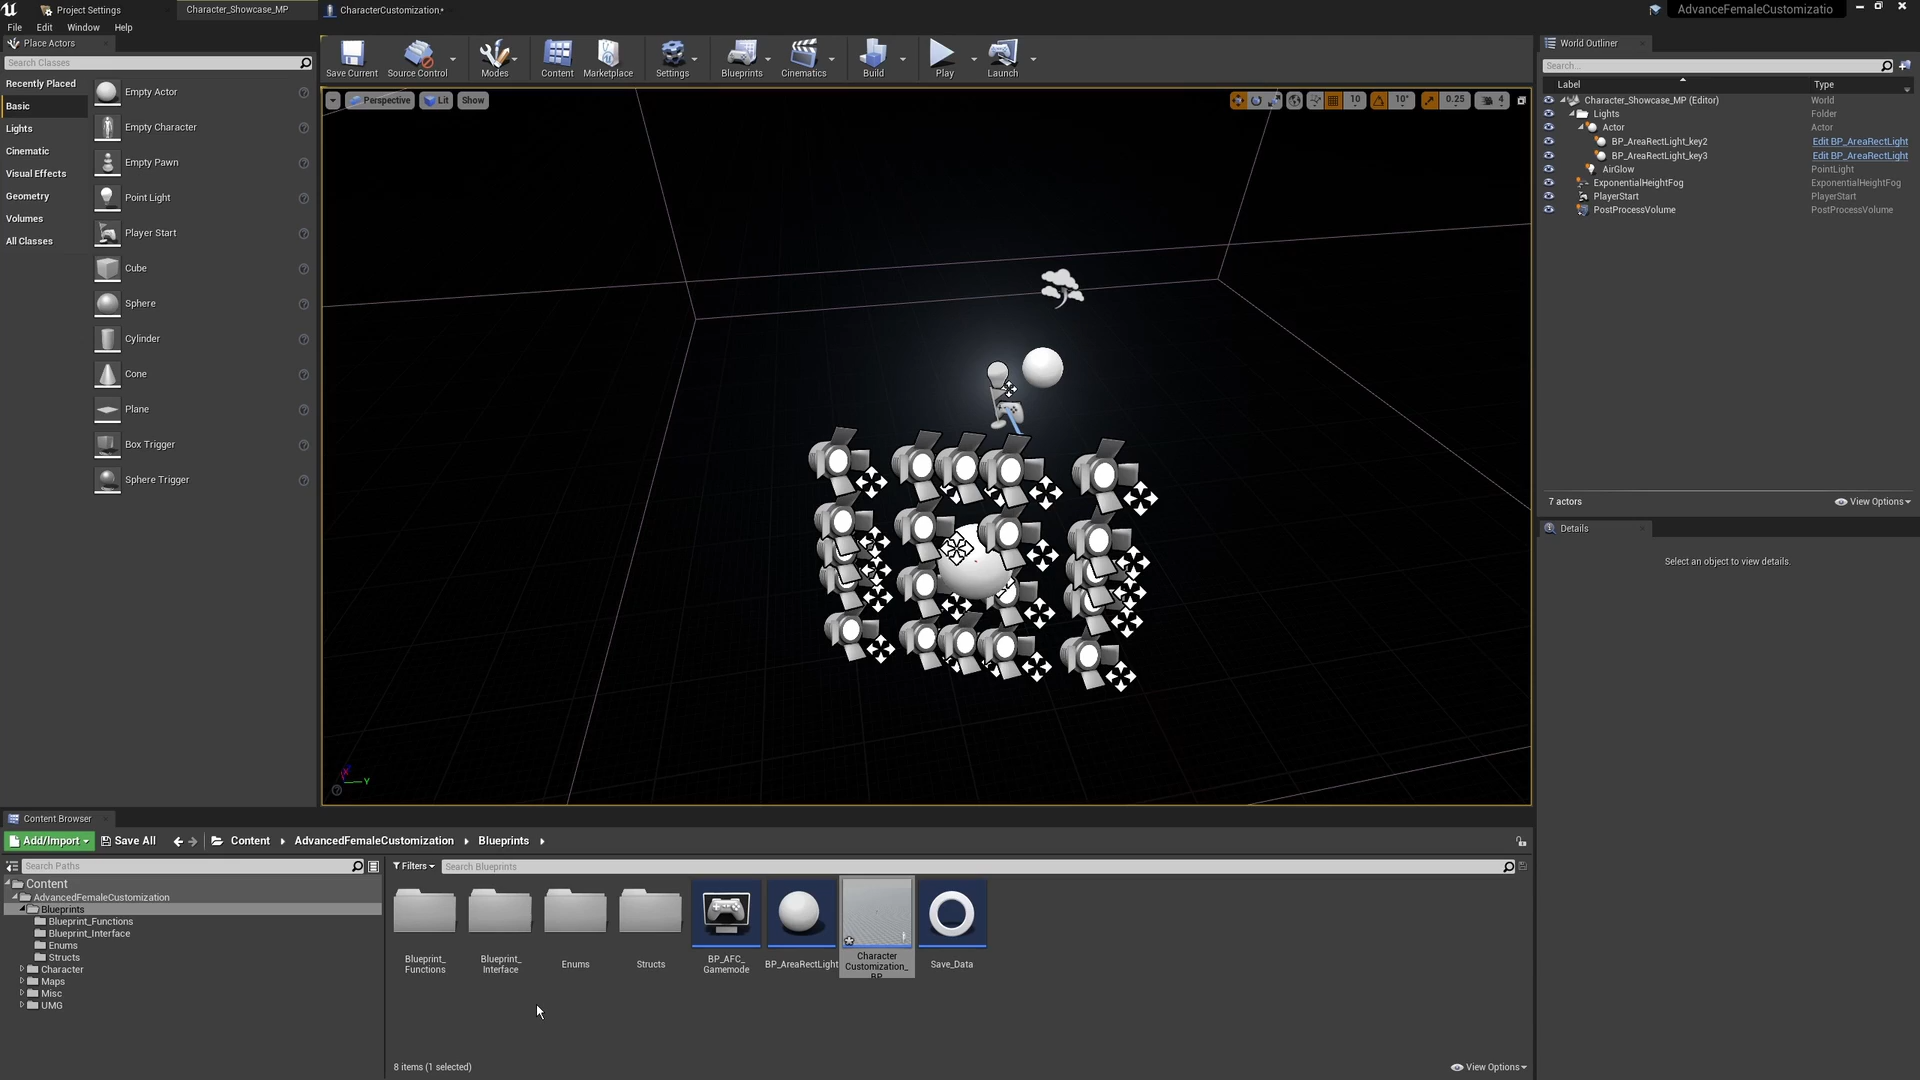 Project Settings
Character_Showcase_MP
CharacterCustomization*
AdvanceFemaleCustomizatio
File Edit Window Help
Place Actors
Search Classes
Recently Placed
Basic
Lights
Cinematic
Visual Effects
Geometry
Volumes
All Classes
Empty Actor
Empty Character
Empty Pawn
Point Light
Player Start
Cube
Sphere
Cylinder
Cone
Plane
Box Trigger
Sphere Trigger
Save Current
Source Control
Modes
Content
Marketplace
Settings
Blueprints
Cinematics
Build
Play
Launch
Perspective Lit Show
10 10° 0.25 4
X
Y
World Outliner
Search...
Label Type
Character_Showcase_MP (Editor) World
Lights Folder
Actor Actor
BP_AreaRectLight_key2 Edit BP_AreaRectLight
BP_AreaRectLight_key3 Edit BP_AreaRectLight
AirGlow PointLight
ExponentialHeightFog ExponentialHeightFog
PlayerStart PlayerStart
PostProcessVolume PostProcessVolume
7 actors View Options
Details
Select an object to view details.
Content Browser
Add/Import Save All Content AdvancedFemaleCustomization Blueprints
Search Paths
Content
AdvancedFemaleCustomization
Blueprints
Blueprint_Functions
Blueprint_Interface
Enums
Structs
Character
Maps
Misc
UMG
Filters Search Blueprints
Blueprint_
Functions
Blueprint_
Interface
Enums
Structs
BP_AFC_
Gamemode
BP_AreaRectLight
Character
Customization_
BP
Save_Data
8 items (1 selected) View Options